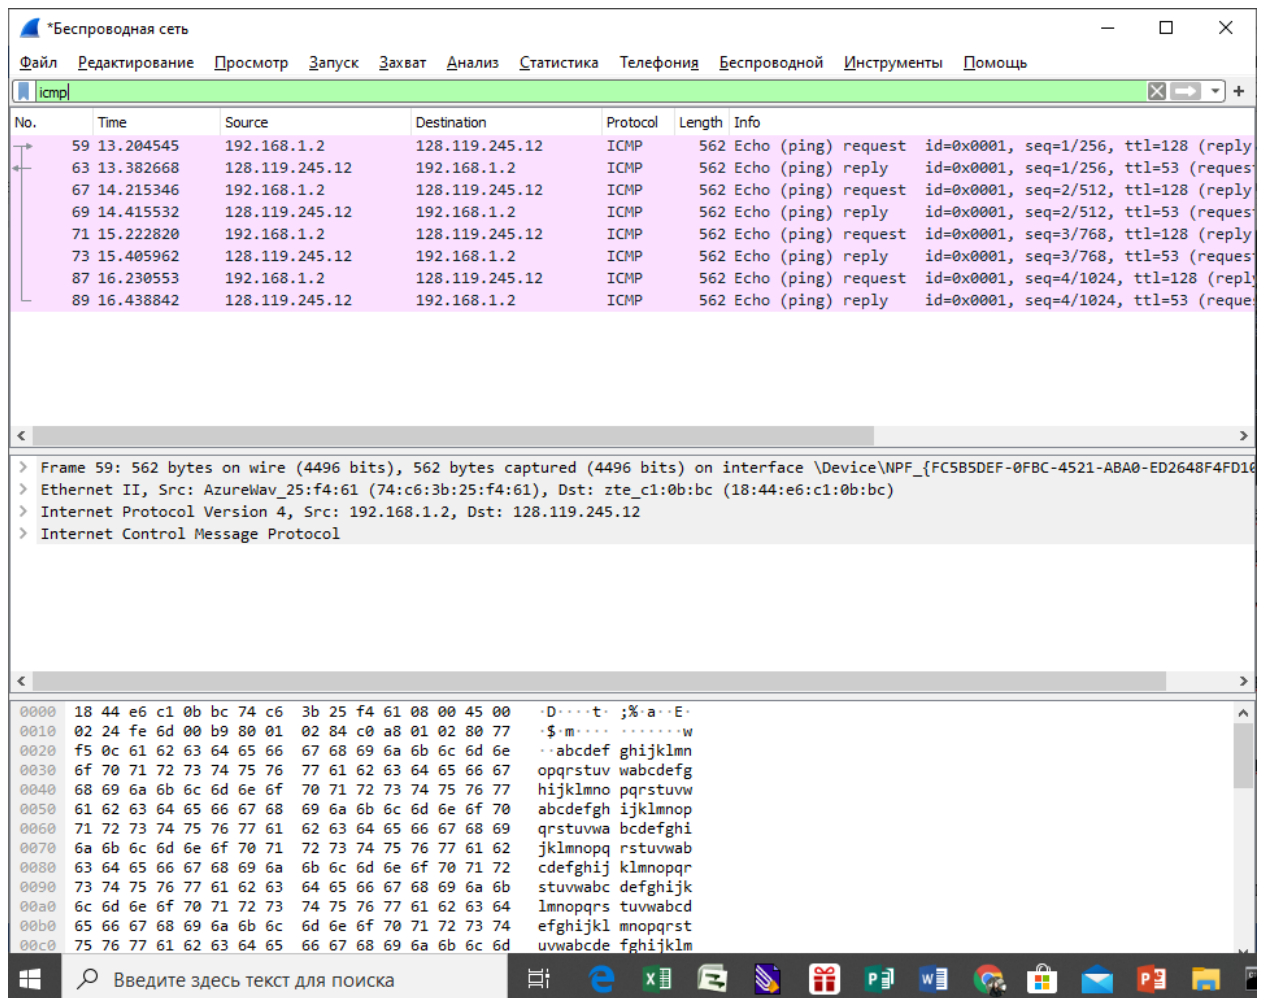 *Беспроводная сеть
Файл Редактирование Просмотр Запуск Захват Анализ Статистика Телефония Беспроводной Инструменты Помощь
icmp
No. Time Source Destination Protocol Length Info
59 13.204545 192.168.1.2 128.119.245.12 ICMP 562 Echo (ping) request id=0x0001, seq=1/256, ttl=128 (reply
63 13.382668 128.119.245.12 192.168.1.2 ICMP 562 Echo (ping) reply id=0x0001, seq=1/256, ttl=53 (reques
67 14.215346 192.168.1.2 128.119.245.12 ICMP 562 Echo (ping) request id=0x0001, seq=2/512, ttl=128 (reply
69 14.415532 128.119.245.12 192.168.1.2 ICMP 562 Echo (ping) reply id=0x0001, seq=2/512, ttl=53 (reques
71 15.222820 192.168.1.2 128.119.245.12 ICMP 562 Echo (ping) request id=0x0001, seq=3/768, ttl=128 (reply
73 15.405962 128.119.245.12 192.168.1.2 ICMP 562 Echo (ping) reply id=0x0001, seq=3/768, ttl=53 (reques
87 16.230553 192.168.1.2 128.119.245.12 ICMP 562 Echo (ping) request id=0x0001, seq=4/1024, ttl=128 (repl
89 16.438842 128.119.245.12 192.168.1.2 ICMP 562 Echo (ping) reply id=0x0001, seq=4/1024, ttl=53 (reque
Frame 59: 562 bytes on wire (4496 bits), 562 bytes captured (4496 bits) on interface \Device\NPF_{FC5B5DEF-0FBC-4521-ABA0-ED2648F4FD10
Ethernet II, Src: AzureWav_25:f4:61 (74:c6:3b:25:f4:61), Dst: zte_c1:0b:bc (18:44:e6:c1:0b:bc)
Internet Protocol Version 4, Src: 192.168.1.2, Dst: 128.119.245.12
Internet Control Message Protocol
0000 18 44 e6 c1 0b bc 74 c6 3b 25 f4 61 08 00 45 00 ·D····t· ;%·a··E·
0010 02 24 fe 6d 00 b9 80 01 02 84 c0 a8 01 02 80 77 ·$·m···· ·······w
0020 f5 0c 61 62 63 64 65 66 67 68 69 6a 6b 6c 6d 6e ··abcdef ghijklmn
0030 6f 70 71 72 73 74 75 76 77 61 62 63 64 65 66 67 opqrstuv wabcdefg
0040 68 69 6a 6b 6c 6d 6e 6f 70 71 72 73 74 75 76 77 hijklmno pqrstuvw
0050 61 62 63 64 65 66 67 68 69 6a 6b 6c 6d 6e 6f 70 abcdefgh ijklmnop
0060 71 72 73 74 75 76 77 61 62 63 64 65 66 67 68 69 qrstuvwa bcdefghi
0070 6a 6b 6c 6d 6e 6f 70 71 72 73 74 75 76 77 61 62 jklmnopq rstuvwab
0080 63 64 65 66 67 68 69 6a 6b 6c 6d 6e 6f 70 71 72 cdefghij klmnopqr
0090 73 74 75 76 77 61 62 63 64 65 66 67 68 69 6a 6b stuvwabc defghijk
00a0 6c 6d 6e 6f 70 71 72 73 74 75 76 77 61 62 63 64 lmnopqrs tuvwabcd
00b0 65 66 67 68 69 6a 6b 6c 6d 6e 6f 70 71 72 73 74 efghijkl mnopqrst
00c0 75 76 77 61 62 63 64 65 66 67 68 69 6a 6b 6c 6d uvwabcde fghijklm
Введите здесь текст для поиска